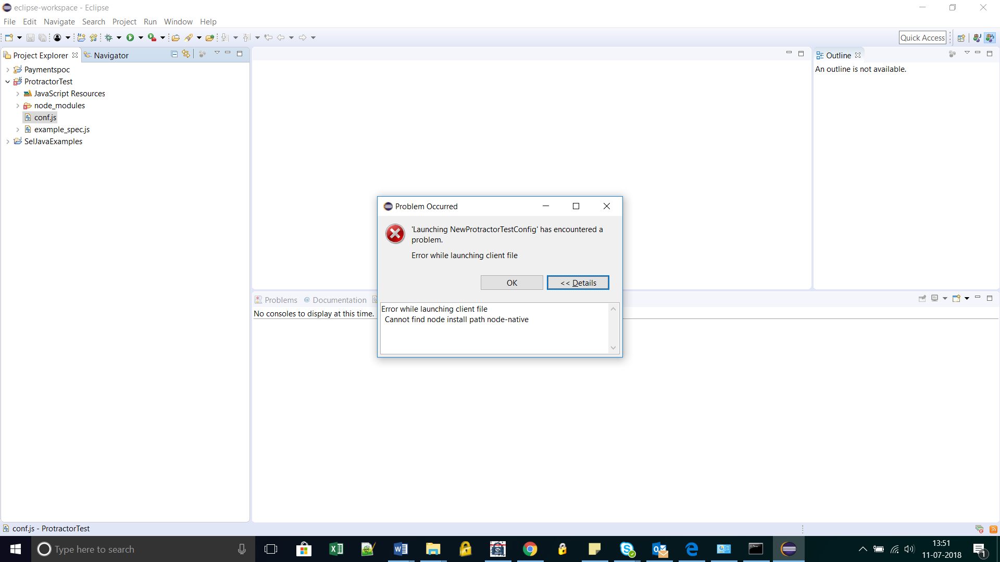 eclipse-workspace - Eclipse
File Edit Navigate Search Project Run Window Help
Quick Access
Project Explorer Navigator
Outline
An outline is not available.
Paymentspoc
ProtractorTest
JavaScript Resources
node_modules
conf.js
example_spec.js
SelJavaExamples
Problem Occurred
'Launching NewProtractorTestConfig' has encountered a
problem.
Error while launching client file
OK << Details
Error while launching client file
Cannot find node install path node-native
Problems @ Documentation
No consoles to display at this time.
conf.js - ProtractorTest
Type here to search
13:51
11-07-2018
1